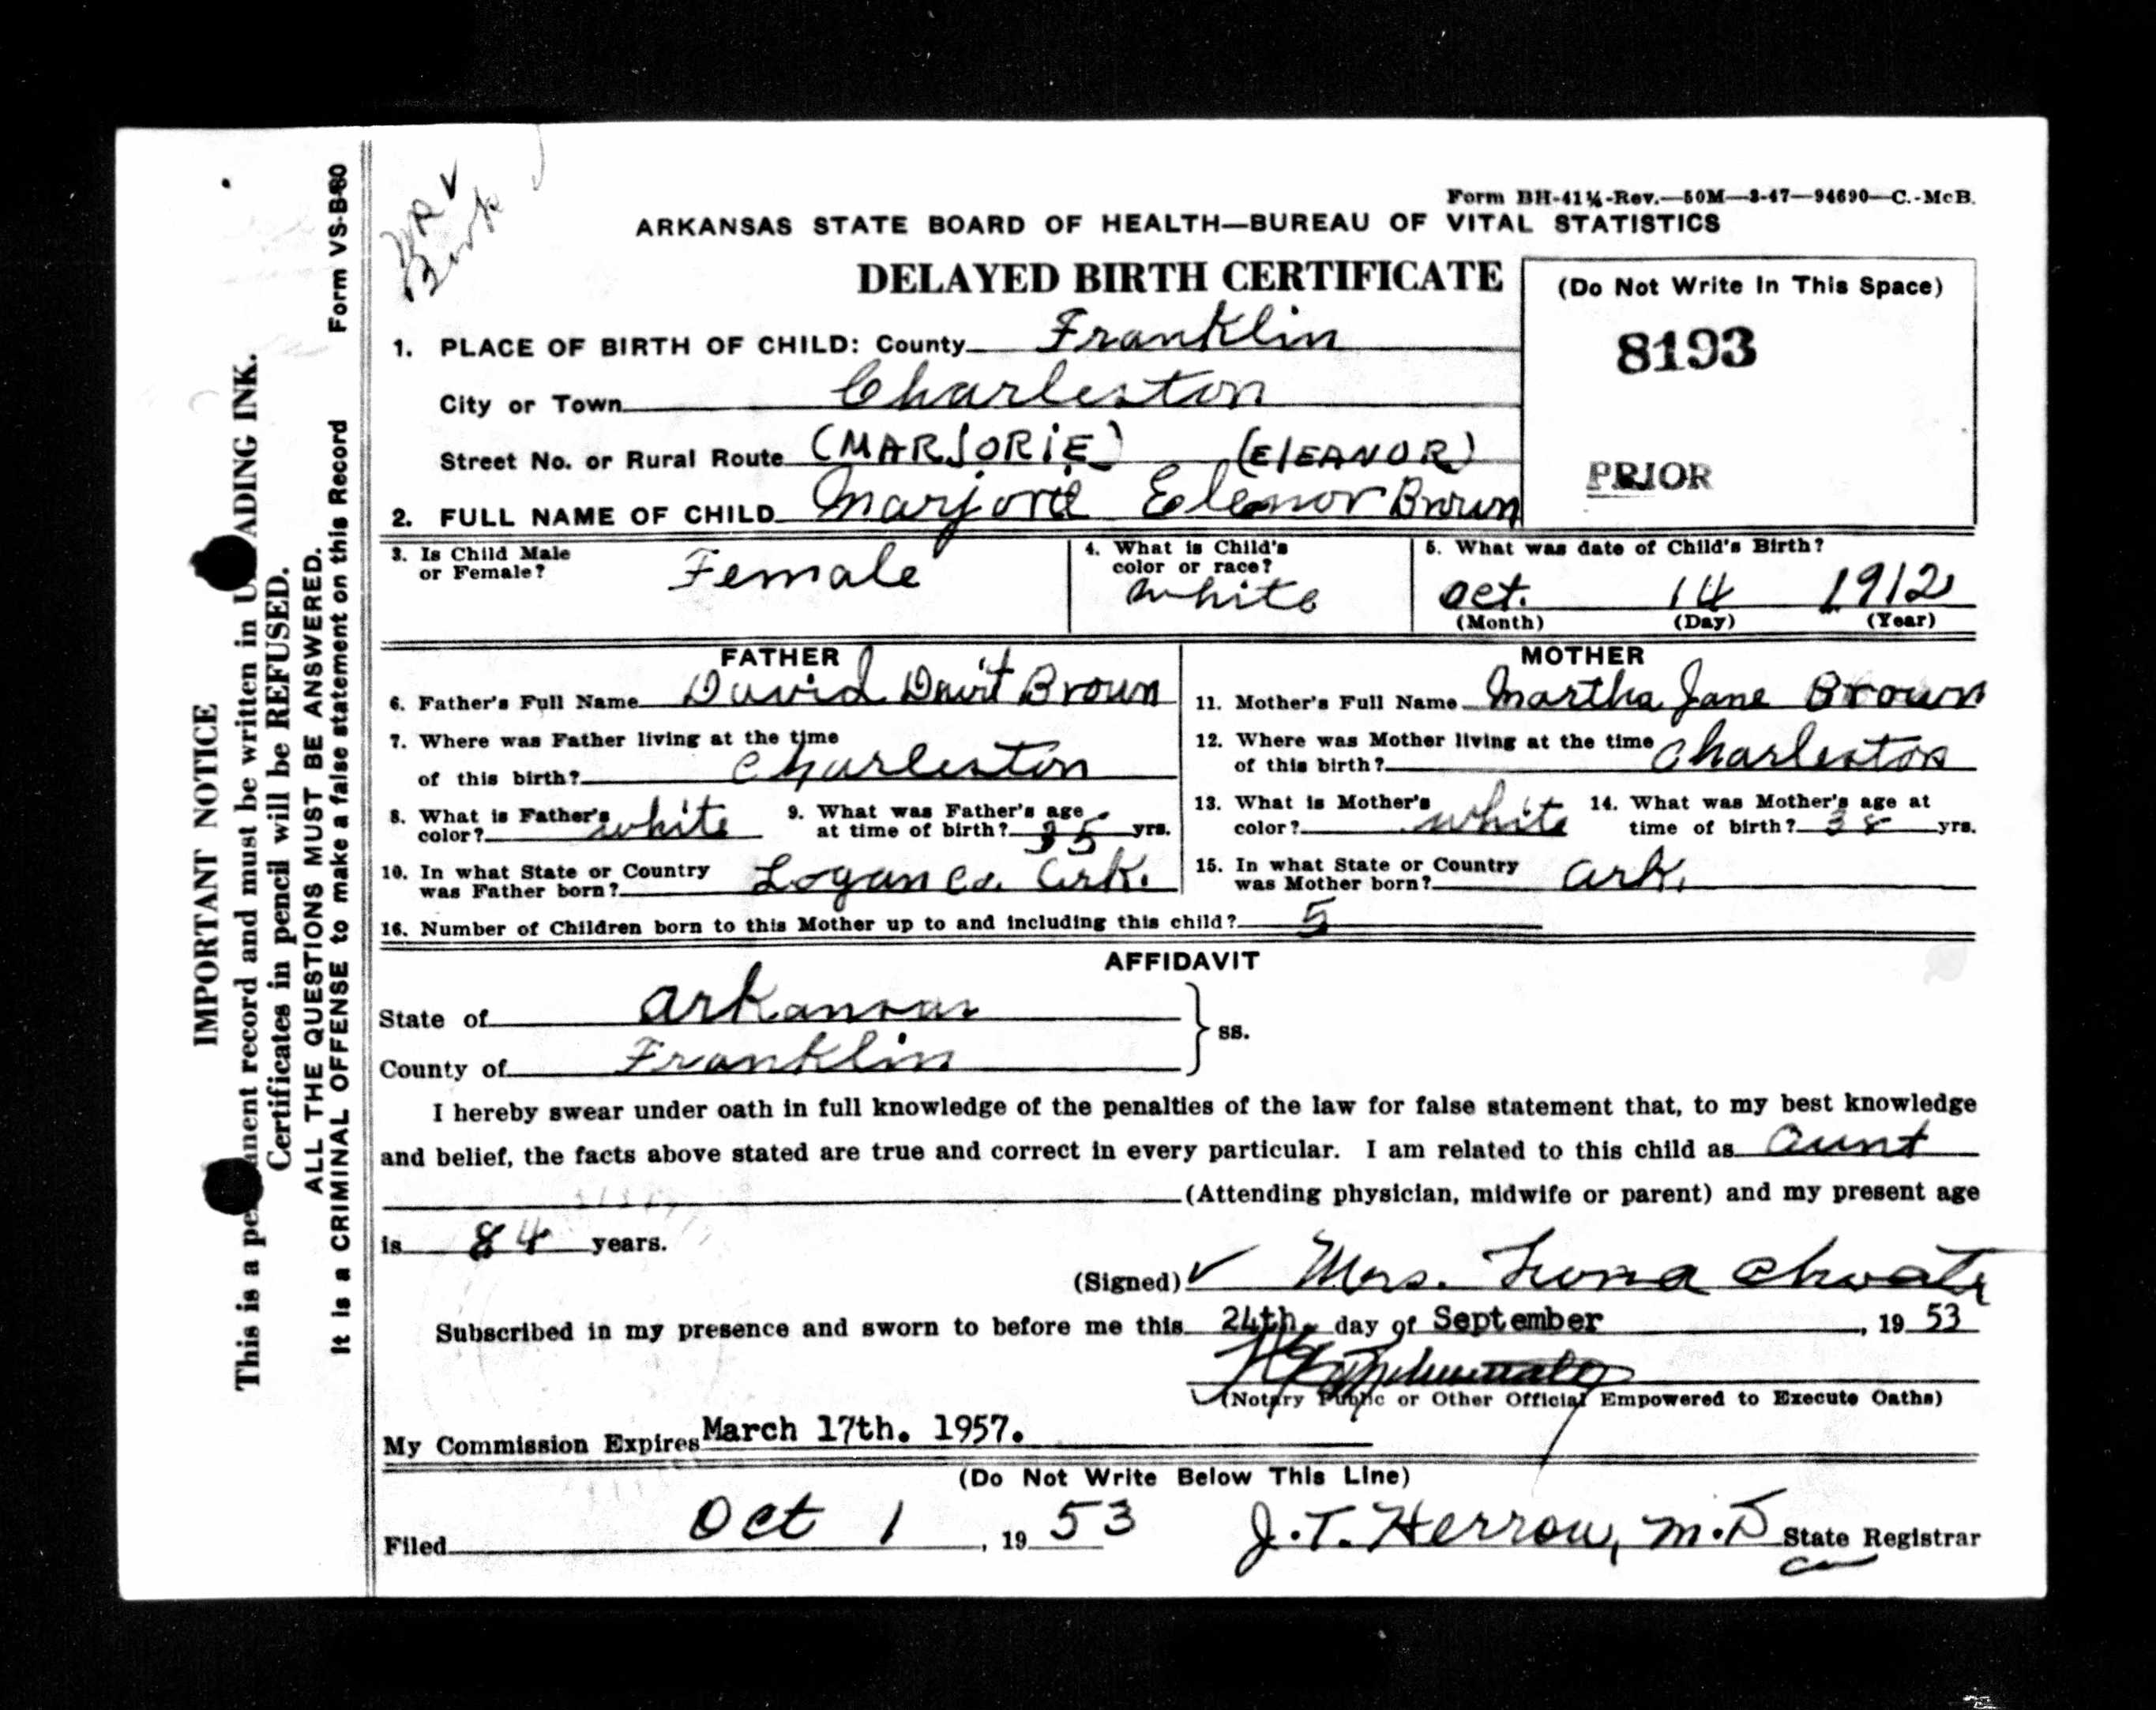 Form BH-41¼-Rev.—50M—3-47—94690—C.-McB.
ARKANSAS STATE BOARD OF HEALTH—BUREAU OF VITAL STATISTICS
DELAYED BIRTH CERTIFICATE
(Do Not Write In This Space)
8193
PRIOR
1. PLACE OF BIRTH OF CHILD: County Franklin
City or Town Charleston
Street No. or Rural Route (MARJORIE) (ElEANOR)
2. FULL NAME OF CHILD Marjorie Eleanor Brown
3. Is Child Male or Female? Female
4. What is Child's color or race? white
5. What was date of Child's Birth? Oct. 14 1912
(Month) (Day) (Year)
FATHER
6. Father's Full Name David Brown
7. Where was Father living at the time
of this birth? Charleston
8. What is Father's color? white
9. What was Father's age at time of birth? 35 yrs.
10. In what State or Country was Father born? Logan Co. Ark.
MOTHER
11. Mother's Full Name Martha Jane Brown
12. Where was Mother living at the time
of this birth? Charleston
13. What is Mother's color? white
14. What was Mother's age at time of birth? 38 yrs.
15. In what State or Country was Mother born? Ark.
16. Number of Children born to this Mother up to and including this child? 5
AFFIDAVIT
State of Arkansas
ss.
County of Franklin
I hereby swear under oath in full knowledge of the penalties of the law for false statement that, to my best knowledge
and belief, the facts above stated are true and correct in every particular. I am related to this child as Aunt
(Attending physician, midwife or parent) and my present age
is 84 years.
(Signed) Mrs.
Subscribed in my presence and sworn to before me this 24th. day of September, 19 53
(Notary Public or Other Official Empowered to Execute Oaths)
My Commission Expires March 17th. 1957.
(Do Not Write Below This Line)
Filed Oct 1, 19 53 J. T. Herron, M.D State Registrar
Form VS-B-80
IMPORTANT NOTICE
This is a pe anent record and must be written in U ADING INK.
Certificates in pencil will be REFUSED.
ALL THE QUESTIONS MUST BE ANSWERED.
It is a CRIMINAL OFFENSE to make a false statement on this Record